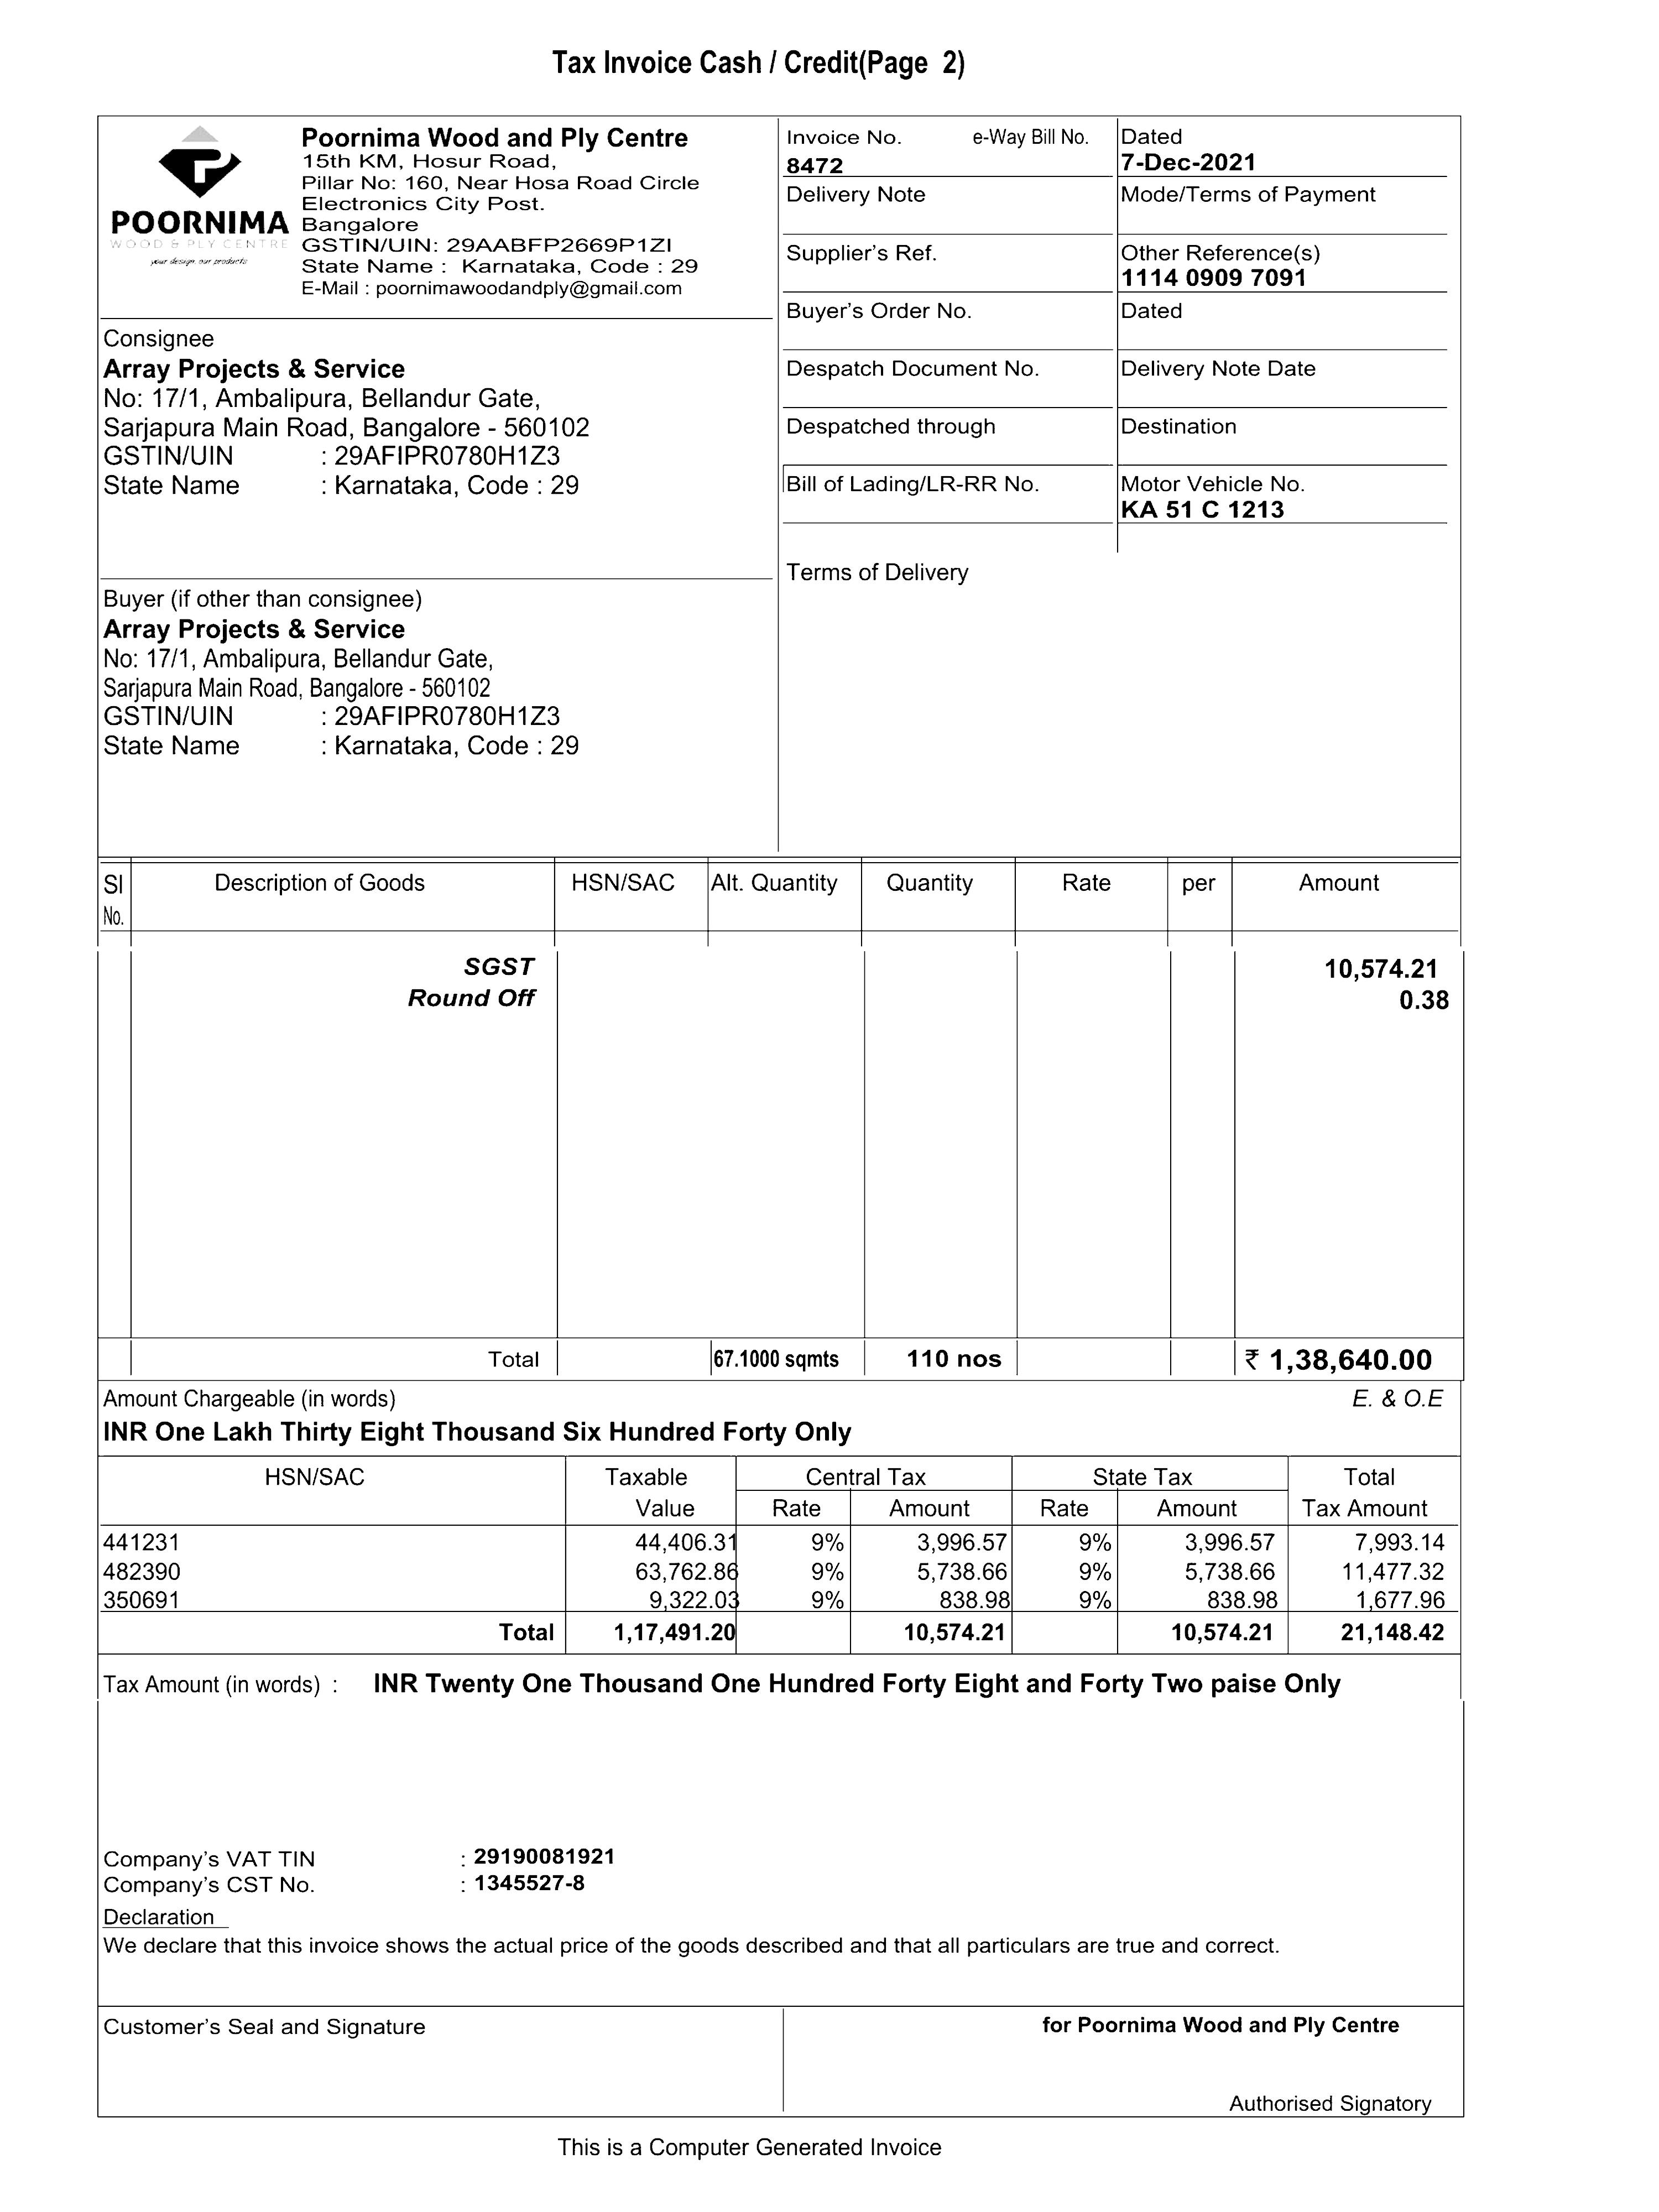 Tax Invoice Cash / Credit(Page 2)
POORNIMA
WOOD & PLY CENTRE
your design. our products
Poornima Wood and Ply Centre
15th KM, Hosur Road,
Pillar No: 160, Near Hosa Road Circle
Electronics City Post.
Bangalore
GSTIN/UIN: 29AABFP2669P1ZI
State Name : Karnataka, Code : 29
E-Mail : poornimawoodandply@gmail.com
Invoice No. e-Way Bill No.
8472
Dated
7-Dec-2021
Delivery Note
Mode/Terms of Payment
Supplier's Ref.
Other Reference(s)
1114 0909 7091
Buyer's Order No.
Dated
Despatch Document No.
Delivery Note Date
Despatched through
Destination
Bill of Lading/LR-RR No.
Motor Vehicle No.
KA 51 C 1213
Terms of Delivery
Consignee
Array Projects & Service
No: 17/1, Ambalipura, Bellandur Gate,
Sarjapura Main Road, Bangalore - 560102
GSTIN/UIN : 29AFIPR0780H1Z3
State Name : Karnataka, Code : 29
Buyer (if other than consignee)
Array Projects & Service
No: 17/1, Ambalipura, Bellandur Gate,
Sarjapura Main Road, Bangalore - 560102
GSTIN/UIN : 29AFIPR0780H1Z3
State Name : Karnataka, Code : 29
Sl No. Description of Goods HSN/SAC Alt. Quantity Quantity Rate per Amount
SGST 10,574.21
Round Off 0.38
Total 67.1000 sqmts 110 nos ₹ 1,38,640.00
Amount Chargeable (in words) E. & O.E
INR One Lakh Thirty Eight Thousand Six Hundred Forty Only
HSN/SAC Taxable Central Tax State Tax Total
Value Rate Amount Rate Amount Tax Amount
441231 44,406.31 9% 3,996.57 9% 3,996.57 7,993.14
482390 63,762.86 9% 5,738.66 9% 5,738.66 11,477.32
350691 9,322.03 9% 838.98 9% 838.98 1,677.96
Total 1,17,491.20 10,574.21 10,574.21 21,148.42
Tax Amount (in words) : INR Twenty One Thousand One Hundred Forty Eight and Forty Two paise Only
Company's VAT TIN : 29190081921
Company's CST No. : 1345527-8
Declaration
We declare that this invoice shows the actual price of the goods described and that all particulars are true and correct.
Customer's Seal and Signature
for Poornima Wood and Ply Centre
Authorised Signatory
This is a Computer Generated Invoice